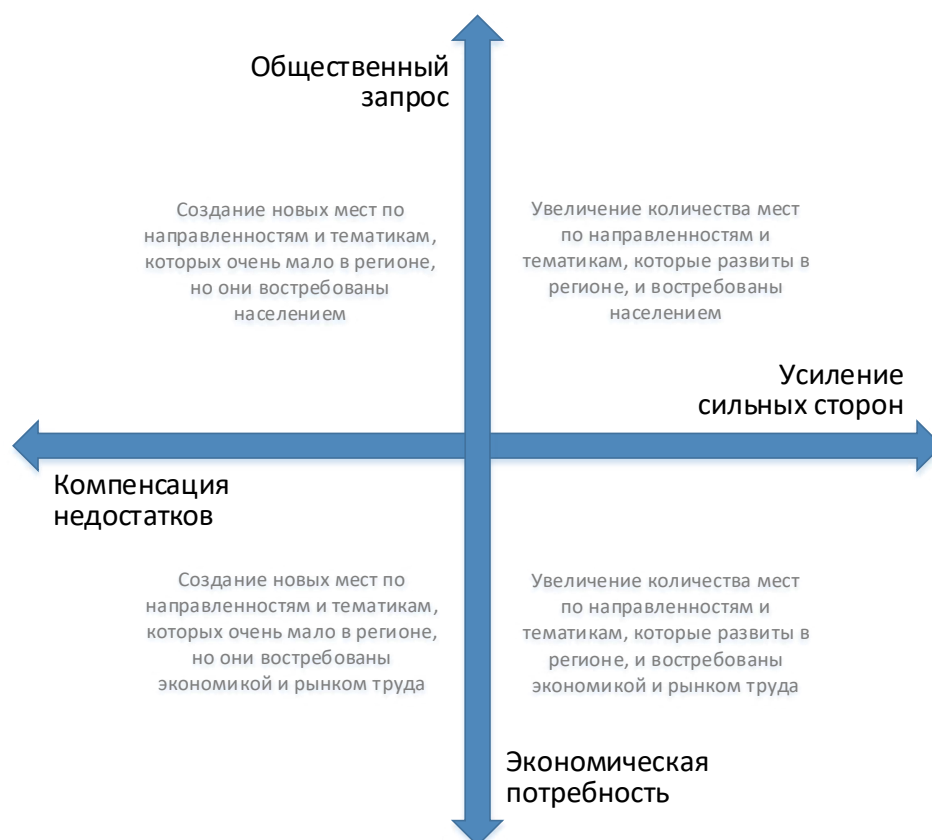 Общественный
запрос
Создание новых мест по
направленностям и тематикам,
которых очень мало в регионе,
но они востребованы
населением
Увеличение количества мест
по направленностям и
тематикам, которые развиты в
регионе, и востребованы
населением
Усиление
сильных сторон
Компенсация
недостатков
Создание новых мест по
направленностям и тематикам,
которых очень мало в регионе,
но они востребованы
экономикой и рынком труда
Увеличение количества мест
по направленностям и
тематикам, которые развиты в
регионе, и востребованы
экономикой и рынком труда
Экономическая
потребность